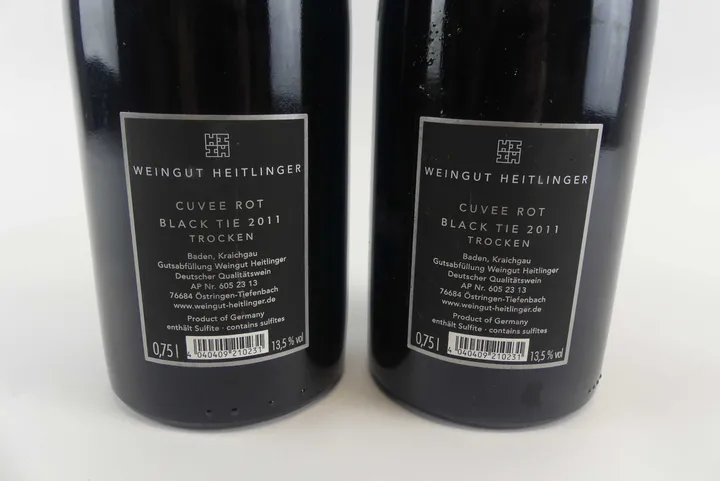 WEINGUT HEITLINGER
CUVEE ROT
BLACK TIE 2011
TROCKEN
Baden, Kraichgau
Gutsabfüllung Weingut Heitlinger
Deutscher Qualitätswein
AP Nr. 605 23 13
76684 Östringen-Tiefenbach
www.weingut-heitlinger.de
Product of Germany
enthält Sulfite · contains sulfites
0,75 l 4 040409 210231 13,5 % vol
WEINGUT HEITLINGER
CUVEE ROT
BLACK TIE 2011
TROCKEN
Baden, Kraichgau
Gutsabfüllung Weingut Heitlinger
Deutscher Qualitätswein
AP Nr. 605 23 13
76684 Östringen-Tiefenbach
www.weingut-heitlinger.de
Product of Germany
enthält Sulfite · contains sulfites
0,75 l 4 040409 210231 13,5 % vol